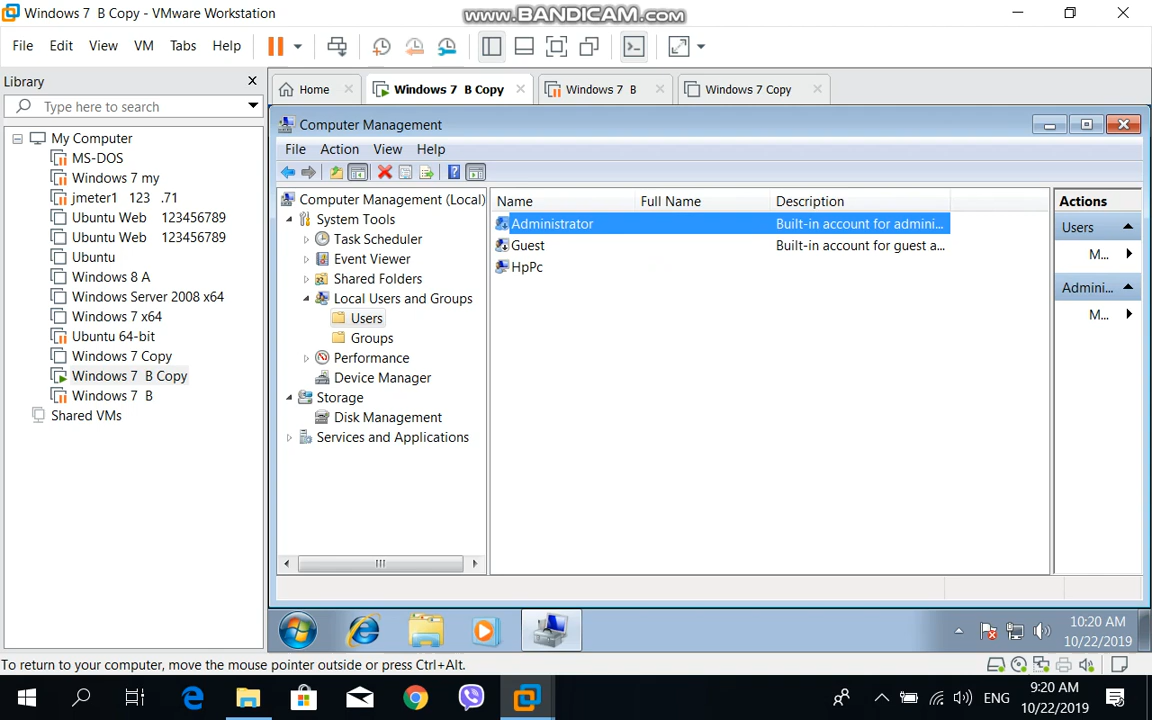 Windows 7 B Copy - VMware Workstation
www.BANDICAM.com
File Edit View VM Tabs Help
Library
Type here to search
My Computer
MS-DOS
Windows 7 my
jmeter1 123 .71
Ubuntu Web 123456789
Ubuntu Web 123456789
Ubuntu
Windows 8 A
Windows Server 2008 x64
Windows 7 x64
Ubuntu 64-bit
Windows 7 Copy
Windows 7 B Copy
Windows 7 B
Shared VMs
Home
Windows 7 B Copy
Windows 7 B
Windows 7 Copy
Computer Management
File Action View Help
Computer Management (Local)
System Tools
Task Scheduler
Event Viewer
Shared Folders
Local Users and Groups
Users
Groups
Performance
Device Manager
Storage
Disk Management
Services and Applications
Name Full Name Description
Administrator Built-in account for admini...
Guest Built-in account for guest a...
HpPc
Actions
Users
M...
Admini...
M...
10:20 AM
10/22/2019
To return to your computer, move the mouse pointer outside or press Ctrl+Alt.
ENG
9:20 AM
10/22/2019